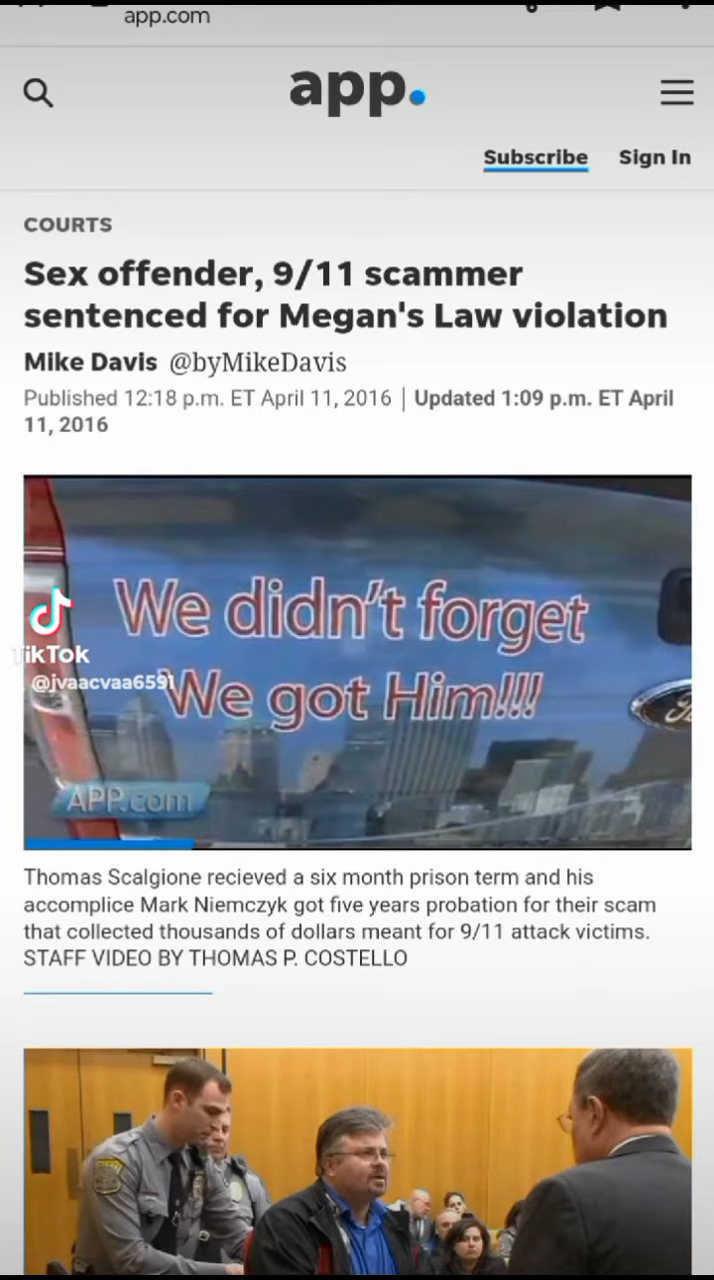 app.com
app.
Subscribe Sign In
COURTS
Sex offender, 9/11 scammer
sentenced for Megan's Law violation
Mike Davis @byMikeDavis
Published 12:18 p.m. ET April 11, 2016 | Updated 1:09 p.m. ET April
11, 2016
We didn't forget
TikTok
@jvaacvaa6591
We got Him!!!
APP.com
Thomas Scalgione recieved a six month prison term and his
accomplice Mark Niemczyk got five years probation for their scam
that collected thousands of dollars meant for 9/11 attack victims.
STAFF VIDEO BY THOMAS P. COSTELLO